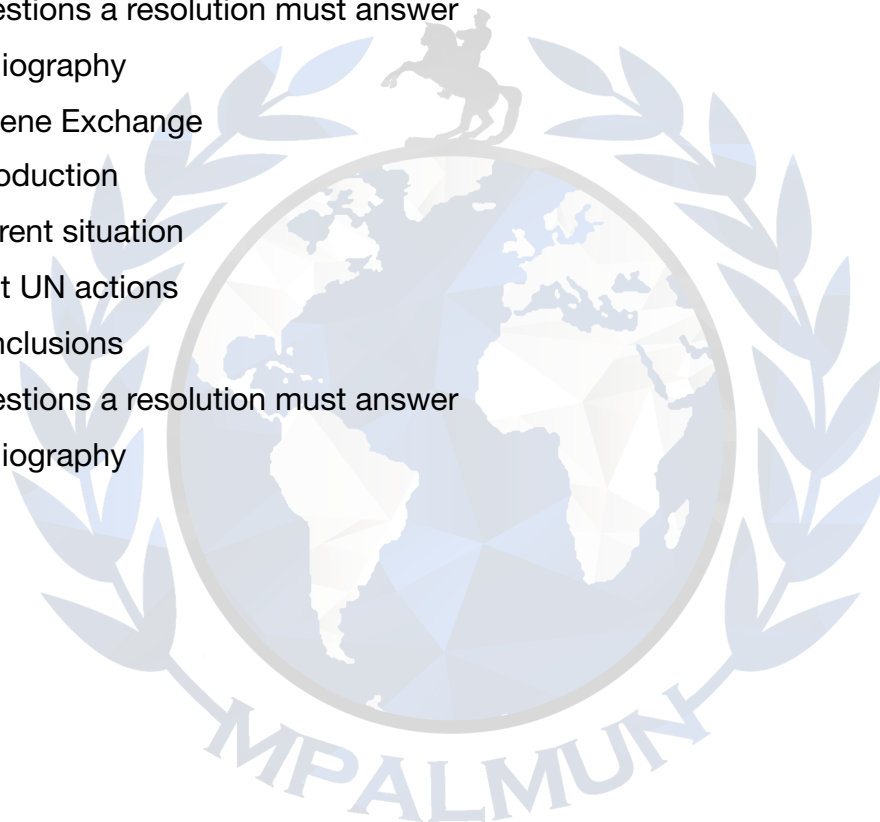 estions a resolution must answer
iography
ene Exchange
oduction
rent situation
t UN actions
nclusions
estions a resolution must answer
iography
MPALMUN